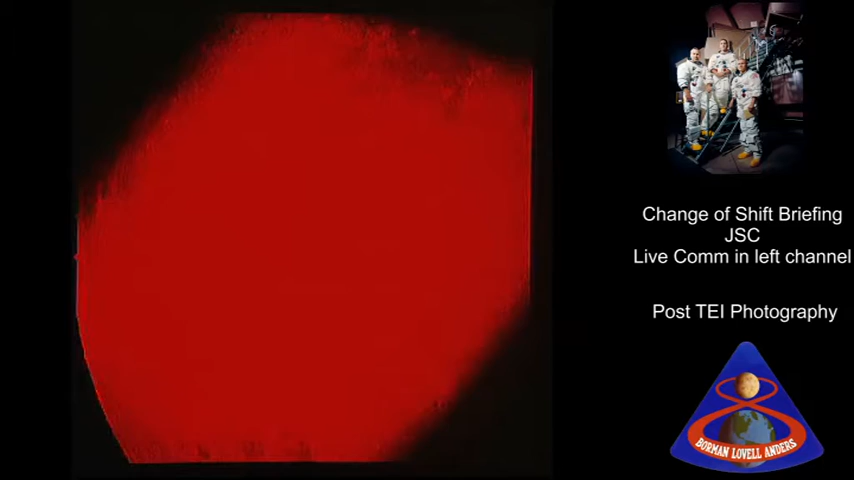 Change of Shift Briefing
JSC
Live Comm in left channel
Post TEI Photography
BORMAN LOVELL ANDERS